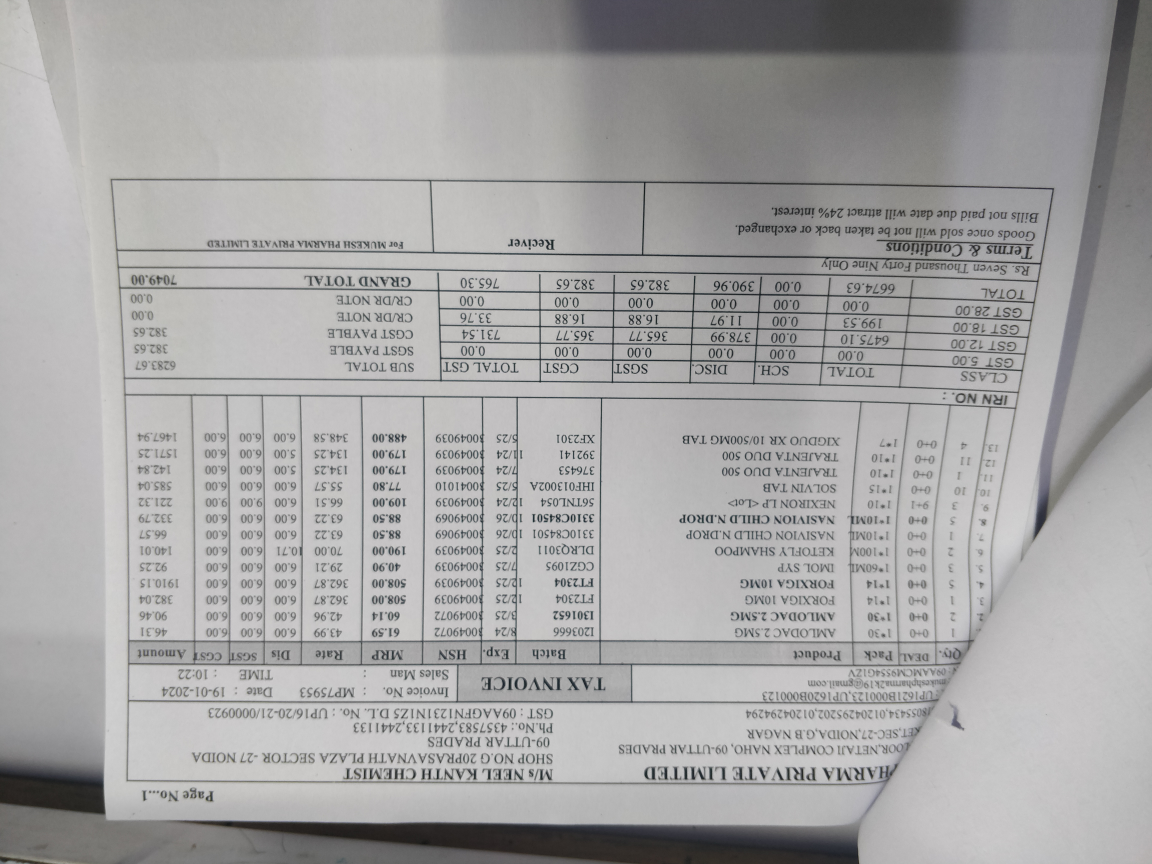 Page No...1
HARMA PRIVATE LIMITED
M/s NEEL KANTH CHEMIST
LOOR,NETAJI COMPLEX NAHO, 09-UTTAR PRADES
SHOP NO.G 20PRASAVNATH PLAZA SECTOR -27 NOIDA
KET,SEC-27,NOIDA,G.B NAGAR
09-UTTAR PRADES
8055434,01204295202,01204294294
Ph.No.: 4357583,2441133,2441133
UP1621B000123,UP1620B000123
GST : 09AAGFN1231N1Z5 D.L. No. : UP16/20-21/0000923
mukeshpharma2k19@gmail.com
TAX INVOICE
Invoice No. : MP75953 Date : 19-01-2024
09AAMCM9554G1ZV
Sales Man : TIME : 10:22
Qty. DEAL Pack Product Batch Exp. HSN MRP Rate Dis SGST CGST Amount
1 0+0 1*30 AMLODAC 2.5MG I203666 8/24 30049072 61.59 43.99 6.00 6.00 6.00 46.31
2. 2 0+0 1*30 AMLODAC 2.5MG I301652 3/25 30049072 60.14 42.96 6.00 6.00 6.00 90.46
3. 1 0+0 1*14 FORXIGA 10MG FT2304 12/25 30049039 508.00 362.87 6.00 6.00 6.00 382.04
4. 5 0+0 1*14 FORXIGA 10MG FT2304 12/25 30049039 508.00 362.87 6.00 6.00 6.00 1910.15
5. 3 0+0 1*60ML IMOL SYP CGZ1095 7/25 30049039 40.90 29.21 6.00 6.00 6.00 92.25
6. 2 0+0 1*100M KETOFLY SHAMPOO DLRQ3011 2/25 30049039 190.00 70.00 10.71 6.00 6.00 140.01
7. 1 0+0 1*10ML NASIVION CHILD N.DROP 331C0C84501 10/26 30049069 88.50 63.22 6.00 6.00 6.00 66.57
8. 5 0+0 1*10ML NASIVION CHILD N.DROP 331C0C84501 10/26 30049069 88.50 63.22 6.00 6.00 6.00 332.79
9. 3 9+1 1*10 NEXIRON LP <Lo> 56TNL054 12/24 30049039 109.00 66.51 6.00 9.00 9.00 221.32
10. 10 0+0 1*15 SOLVIN TAB IHF013002A 5/25 30041010 77.80 55.57 6.00 6.00 6.00 585.04
11. 1 0+0 1*10 TRAJENTA DUO 500 376453 7/24 30049039 179.00 134.25 5.00 6.00 6.00 142.84
12. 11 0+0 1*10 TRAJENTA DUO 500 392141 11/24 30049039 179.00 134.25 5.00 6.00 6.00 1571.25
13. 4 0+0 1*7 XIGDUO XR 10/500MG TAB XF2301 5/25 30049039 488.00 348.58 6.00 6.00 6.00 1467.94
IRN NO. :
CLASS TOTAL SCH. DISC. SGST CGST TOTAL GST SUB TOTAL 6283.67
GST 5.00 0.00 0.00 0.00 0.00 0.00 0.00 SGST PAYBLE 382.65
GST 12.00 6475.10 0.00 378.99 365.77 365.77 731.54 CGST PAYBLE 382.65
GST 18.00 199.53 0.00 11.97 16.88 16.88 33.76 CR/DR NOTE 0.00
GST 28.00 0.00 0.00 0.00 0.00 0.00 0.00 CR/DR NOTE 0.00
TOTAL 6674.63 0.00 390.96 382.65 382.65 765.30 GRAND TOTAL 7049.00
Rs. Seven Thousand Forty Nine Only
Terms & Conditions
Goods once sold will not be taken back or exchanged.
Bills not paid due date will attract 24% interest.
Reciver
For MUKESH PHARMA PRIVATE LIMITED